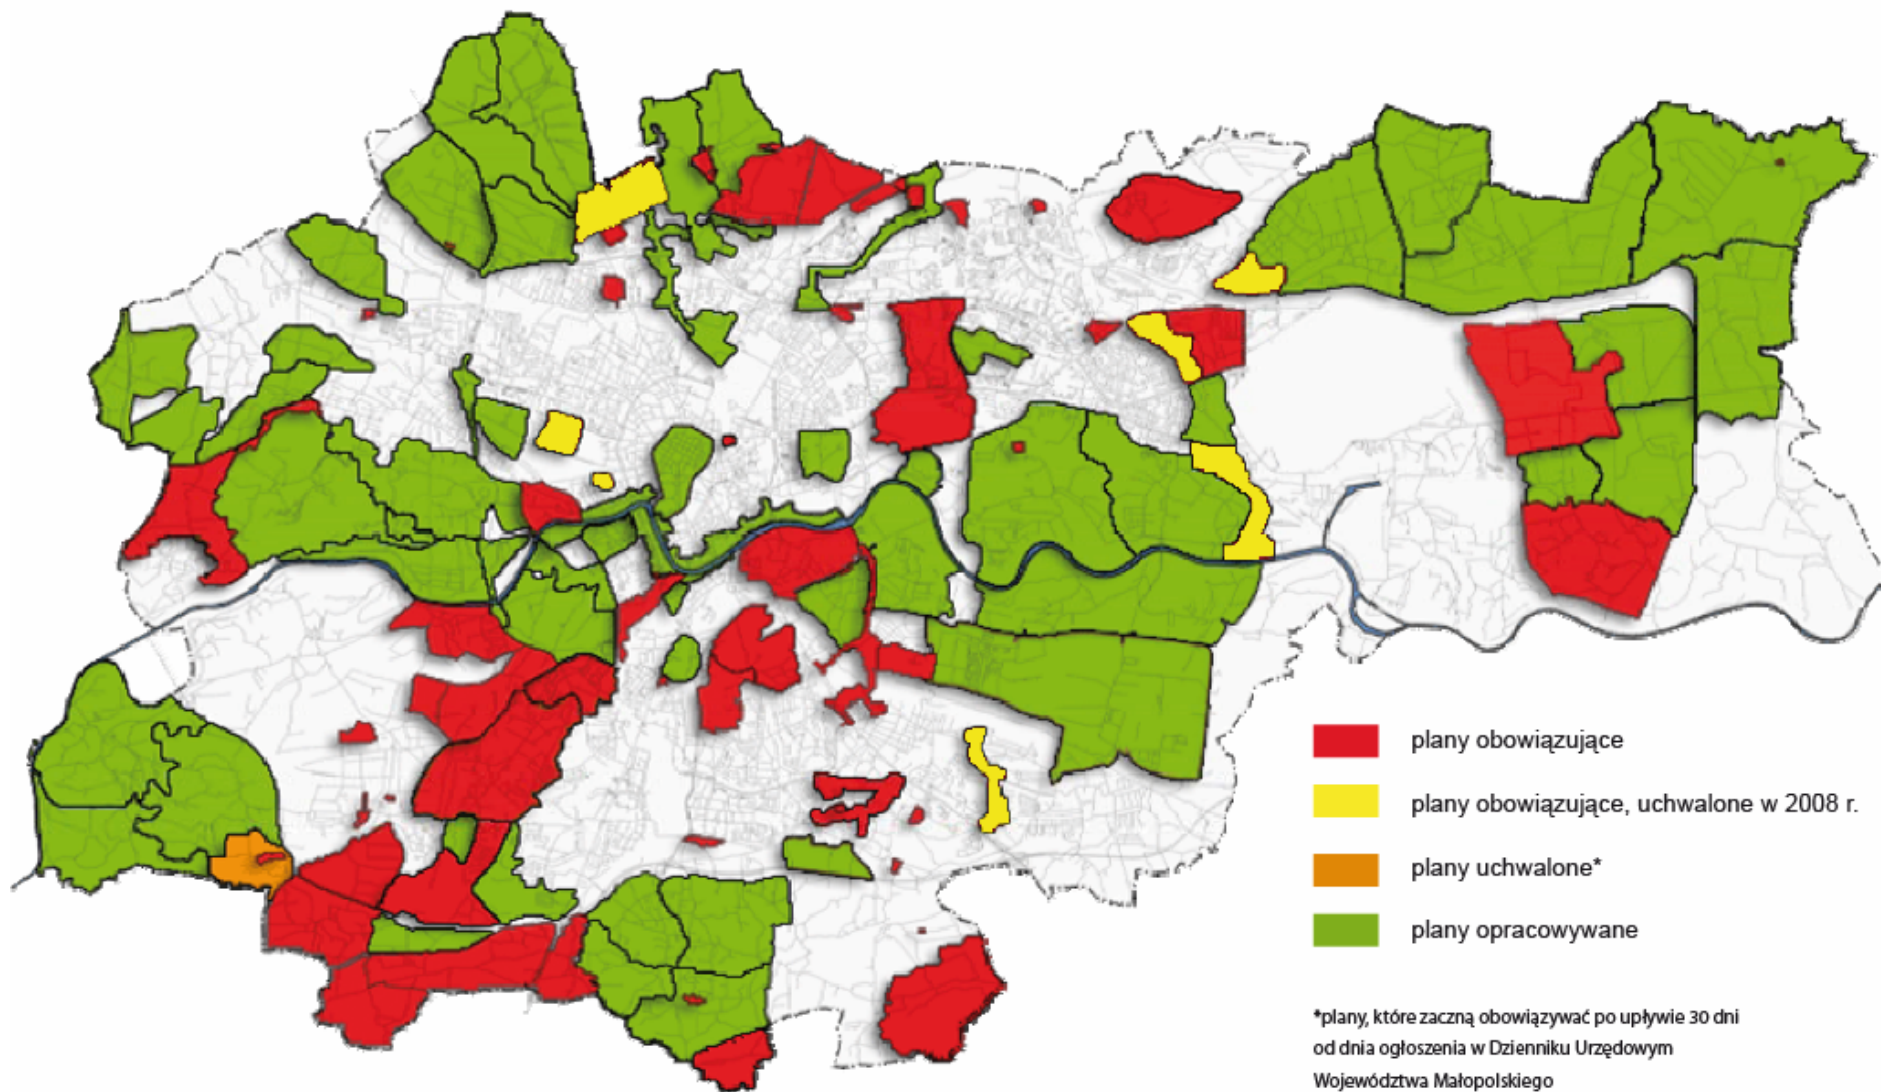 plany obowiązujące
plany obowiązujące, uchwalone w 2008 r.
plany uchwalone*
plany opracowywane
*plany, które zaczną obowiązywać po upływie 30 dni
od dnia ogłoszenia w Dzienniku Urzędowym
Województwa Małopolskiego